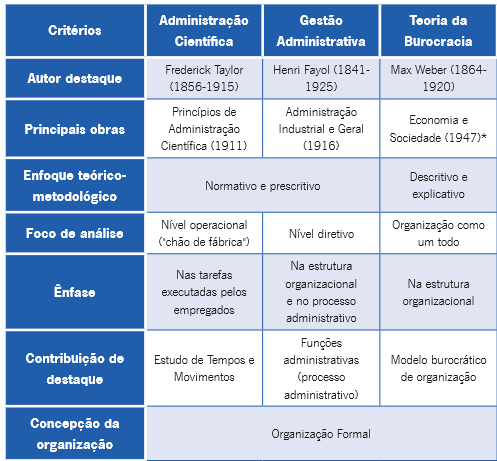 Critérios
Administração
Científica
Gestão
Administrativa
Teoria da
Burocracia
Autor destaque
Frederick Taylor
(1856-1915)
Henri Fayol (1841-
1925)
Max Weber (1864-
1920)
Principais obras
Princípios de
Administração
Científica (1911)
Administração
Industrial e Geral
(1916)
Economia e
Sociedade (1947)*
Enfoque teórico-
metodológico
Normativo e prescritivo
Descritivo e
explicativo
Foco de análise
Nível operacional
("chão de fábrica")
Nível diretivo
Organização como
um todo
Ênfase
Nas tarefas
executadas pelos
empregados
Na estrutura
organizacional
e no processo
administrativo
Na estrutura
organizacional
Contribuição de
destaque
Estudo de Tempos e
Movimentos
Funções
administrativas
(processo
administrativo)
Modelo burocrático
de organização
Concepção da
organização
Organização Formal